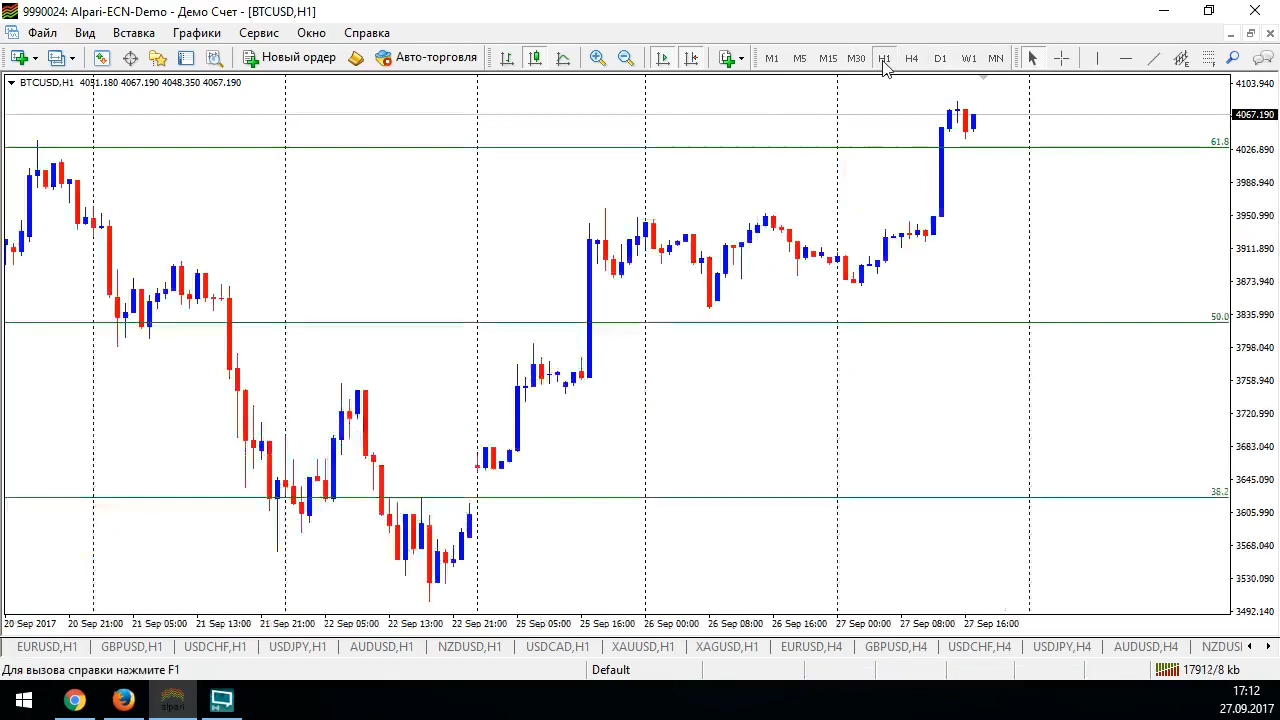 9990024: Alpari-ECN-Demo - Демо Счет - [BTCUSD,H1]
Файл Вид Вставка Графики Сервис Окно Справка
Новый ордер Авто-торговля M1 M5 M15 M30 H1 H4 D1 W1 MN
BTCUSD,H1 4051.180 4067.190 4048.350 4067.190
4103.940
4067.190
61.8
4026.890
3988.940
3950.990
3911.890
3873.940
50.0
3835.990
3798.040
3758.940
3720.990
3683.040
3645.090
38.2
3605.990
3568.040
3530.090
3492.140
20 Sep 2017 20 Sep 21:00 21 Sep 05:00 21 Sep 13:00 21 Sep 21:00 22 Sep 05:00 22 Sep 13:00 22 Sep 21:00 25 Sep 05:00 25 Sep 16:00 26 Sep 00:00 26 Sep 08:00 26 Sep 16:00 27 Sep 00:00 27 Sep 08:00 27 Sep 16:00
EURUSD,H1 GBPUSD,H1 USDCHF,H1 USDJPY,H1 AUDUSD,H1 NZDUSD,H1 USDCAD,H1 XAUUSD,H1 XAGUSD,H1 EURUSD,H4 GBPUSD,H4 USDCHF,H4 USDJPY,H4 AUDUSD,H4 NZDUS
Для вызова справки нажмите F1 Default 17912/8 kb
alpari
17:12
27.09.2017